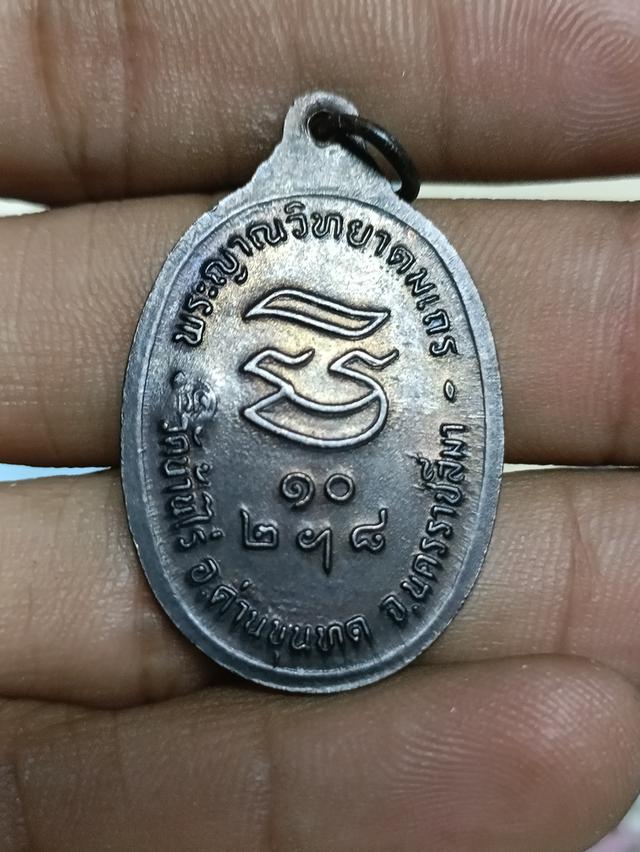 พระญาณวิทยาคมเถร
๑๐
๒ ๕ ๘
วัดบ้านไร่ อ.ด่านขุนทด จ.นครราชสีมา